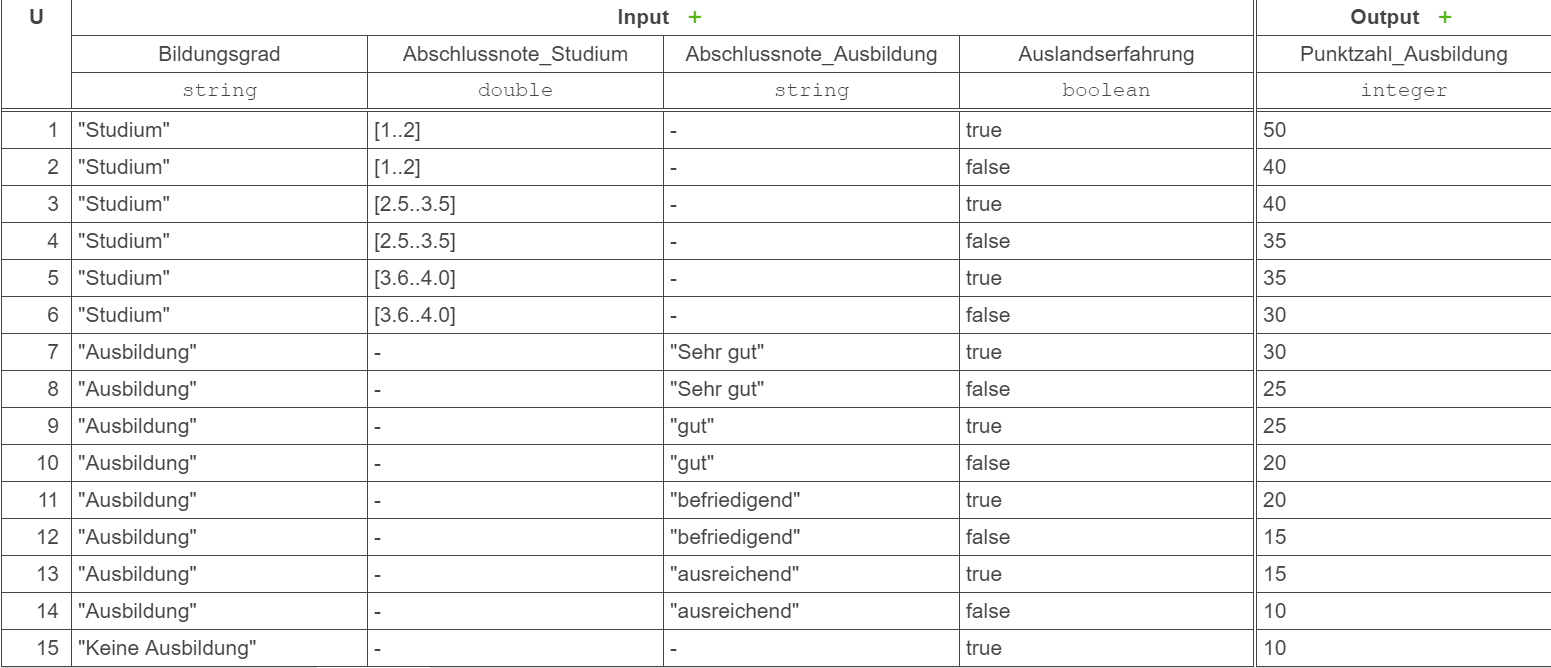 U Input + Output +
Bildungsgrad Abschlussnote_Studium Abschlussnote_Ausbildung Auslandserfahrung Punktzahl_Ausbildung
string double string boolean integer
1 "Studium" [1..2] - true 50
2 "Studium" [1..2] - false 40
3 "Studium" [2.5..3.5] - true 40
4 "Studium" [2.5..3.5] - false 35
5 "Studium" [3.6..4.0] - true 35
6 "Studium" [3.6..4.0] - false 30
7 "Ausbildung" - "Sehr gut" true 30
8 "Ausbildung" - "Sehr gut" false 25
9 "Ausbildung" - "gut" true 25
10 "Ausbildung" - "gut" false 20
11 "Ausbildung" - "befriedigend" true 20
12 "Ausbildung" - "befriedigend" false 15
13 "Ausbildung" - "ausreichend" true 15
14 "Ausbildung" - "ausreichend" false 10
15 "Keine Ausbildung" - - true 10